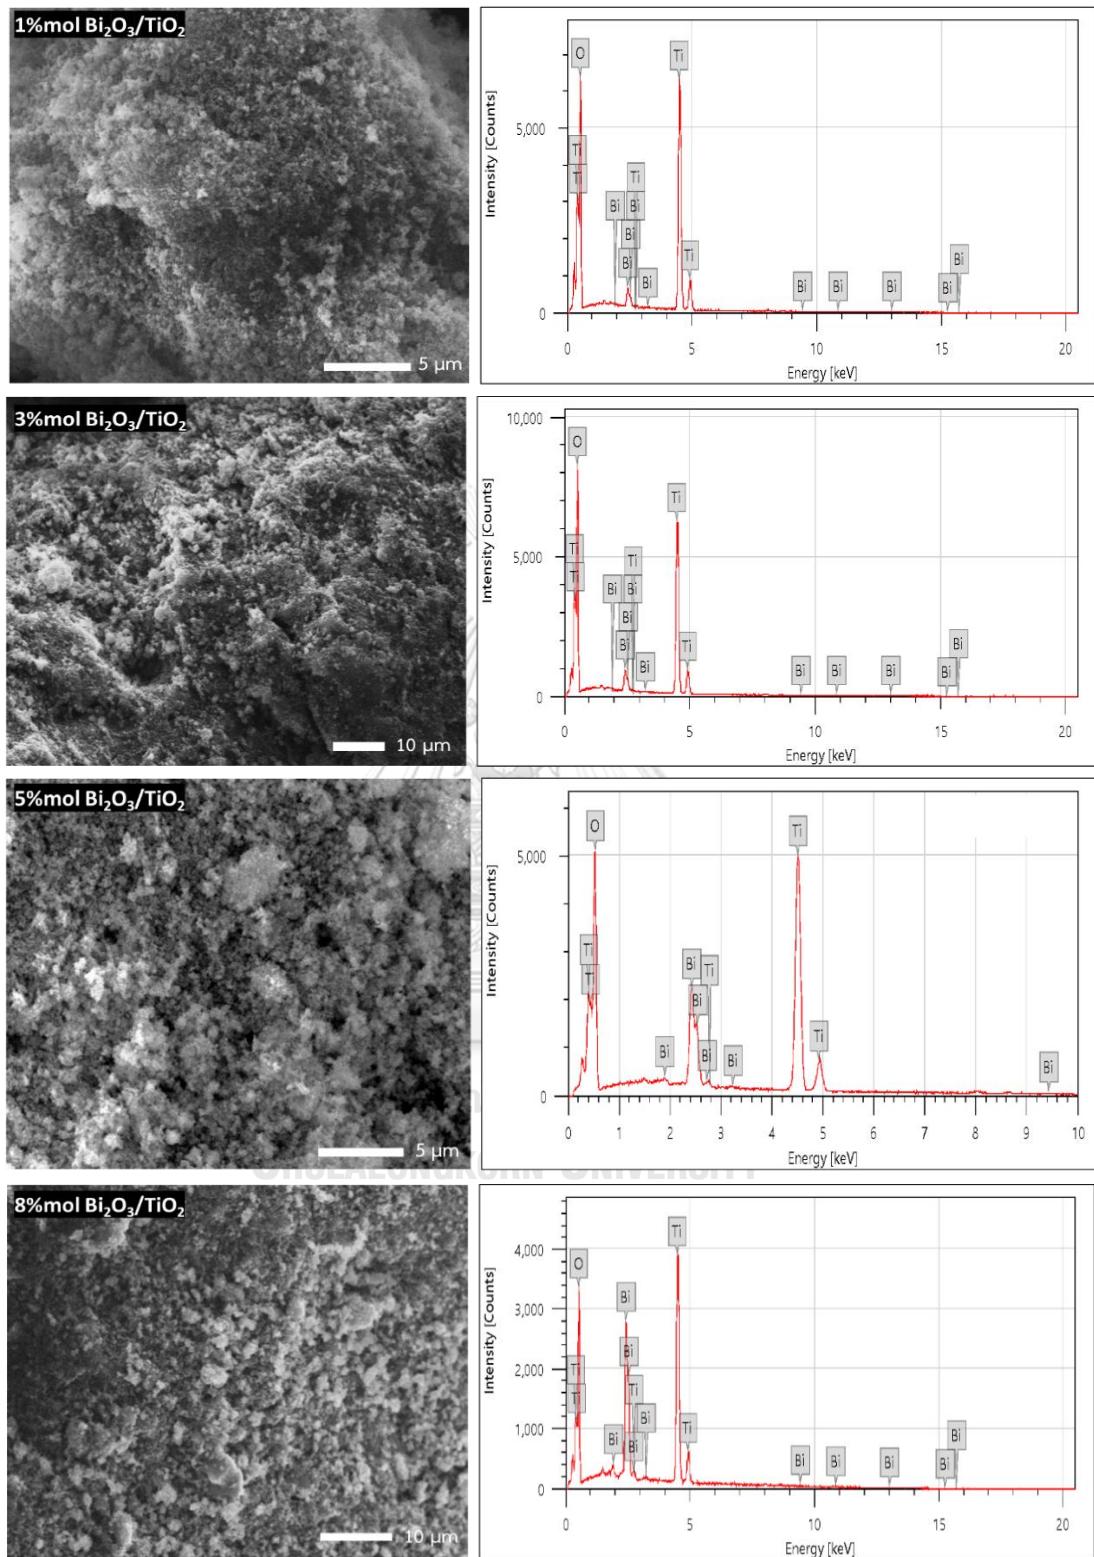 1%mol Bi₂O₃/TiO₂
5 µm
Intensity [Counts]
5,000
0
O
Ti
Ti
Ti
Bi
Bi
Bi
Bi
Bi
Ti
Ti
Bi
Bi
Bi
Bi
Bi
0 5 10 15 20
Energy [keV]
3%mol Bi₂O₃/TiO₂
10 µm
Intensity [Counts]
10,000
5,000
0
O
Ti
Ti
Ti
Bi
Bi
Bi
Bi
Bi
Ti
Ti
Bi
Bi
Bi
Bi
Bi
0 5 10 15 20
Energy [keV]
5%mol Bi₂O₃/TiO₂
5 µm
Intensity [Counts]
5,000
0
O
Ti
Ti
Bi
Bi
Bi
Ti
Bi
Bi
Ti
Ti
Bi
0 1 2 3 4 5 6 7 8 9 10
Energy [keV]
CHULALONGKORN UNIVERSITY
8%mol Bi₂O₃/TiO₂
10 µm
Intensity [Counts]
4,000
3,000
2,000
1,000
0
O
Ti
Ti
Bi
Bi
Bi
Ti
Bi
Bi
Ti
Ti
Bi
Bi
Bi
Bi
Bi
0 5 10 15 20
Energy [keV]